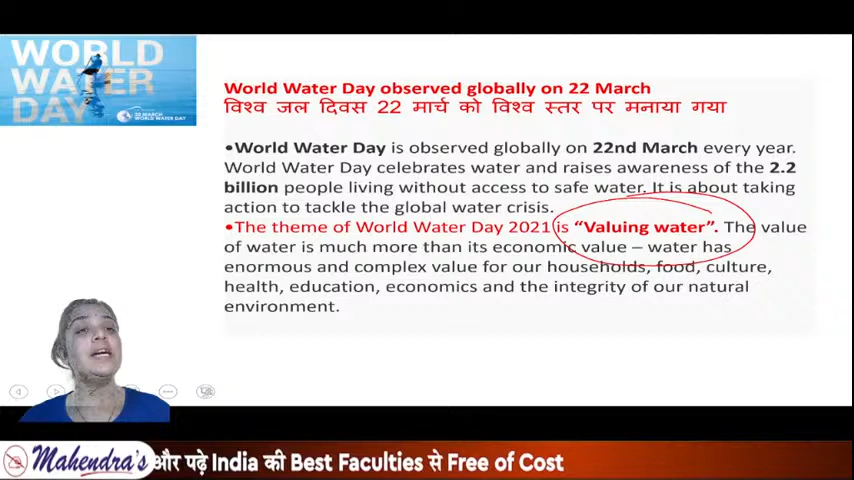 WORLD
WATER
DAY
22 MARCH
WORLD WATER DAY
World Water Day observed globally on 22 March
विश्व जल दिवस 22 मार्च को विश्व स्तर पर मनाया गया
•World Water Day is observed globally on 22nd March every year.
World Water Day celebrates water and raises awareness of the 2.2
billion people living without access to safe water. It is about taking
action to tackle the global water crisis.
•The theme of World Water Day 2021 is “Valuing water”. The value
of water is much more than its economic value – water has
enormous and complex value for our households, food, culture,
health, education, economics and the integrity of our natural
environment.
Mahendra's और पढ़े India की Best Faculties से Free of Cost